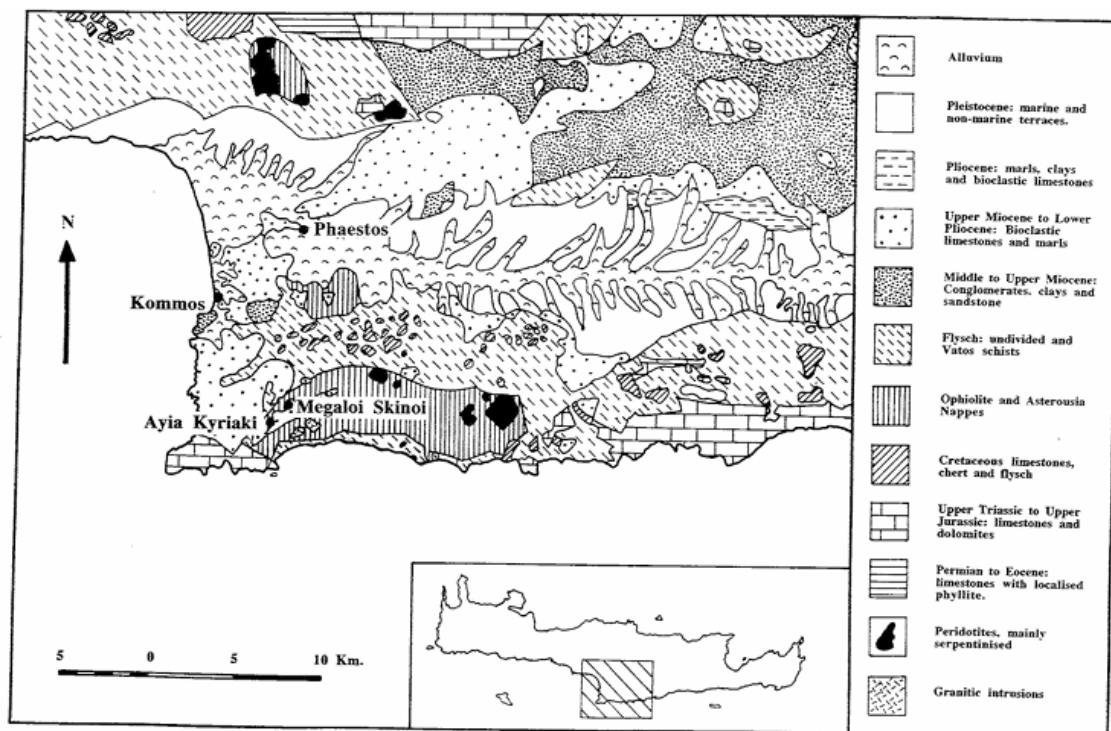 N
Phaestos
Kommos
Megaloi Skinoi
Ayia Kyriaki
5 0 5 10 Km.
Alluvium
Pleistocene: marine and
non-marine terraces.
Pliocene: marls, clays
and bioclastic limestones
Upper Miocene to Lower
Pliocene: Bioclastic
limestones and marls
Middle to Upper Miocene:
Conglomerates, clays and
sandstone
Flysch: undivided and
Vatos schists
Ophiolite and Asterousia
Nappes
Cretaceous limestones,
chert and flysch
Upper Triassic to Upper
Jurassic: limestones and
dolomites
Permian to Eocene:
limestones with localised
phyllite.
Peridotites, mainly
serpentinised
Granitic intrusions